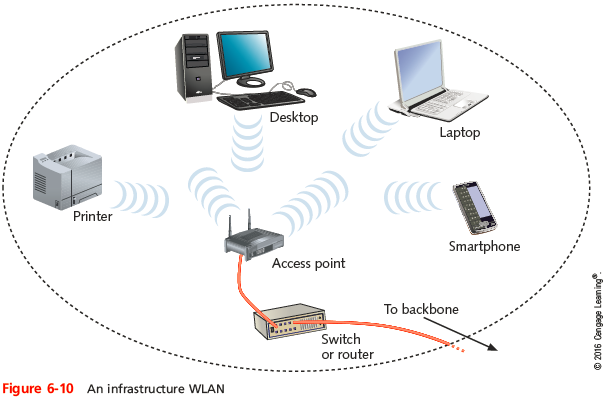 Desktop
Laptop
Printer
Smartphone
Access point
To backbone
Switch
or router
© 2016 Cengage Learning®.
Figure 6-10 An infrastructure WLAN